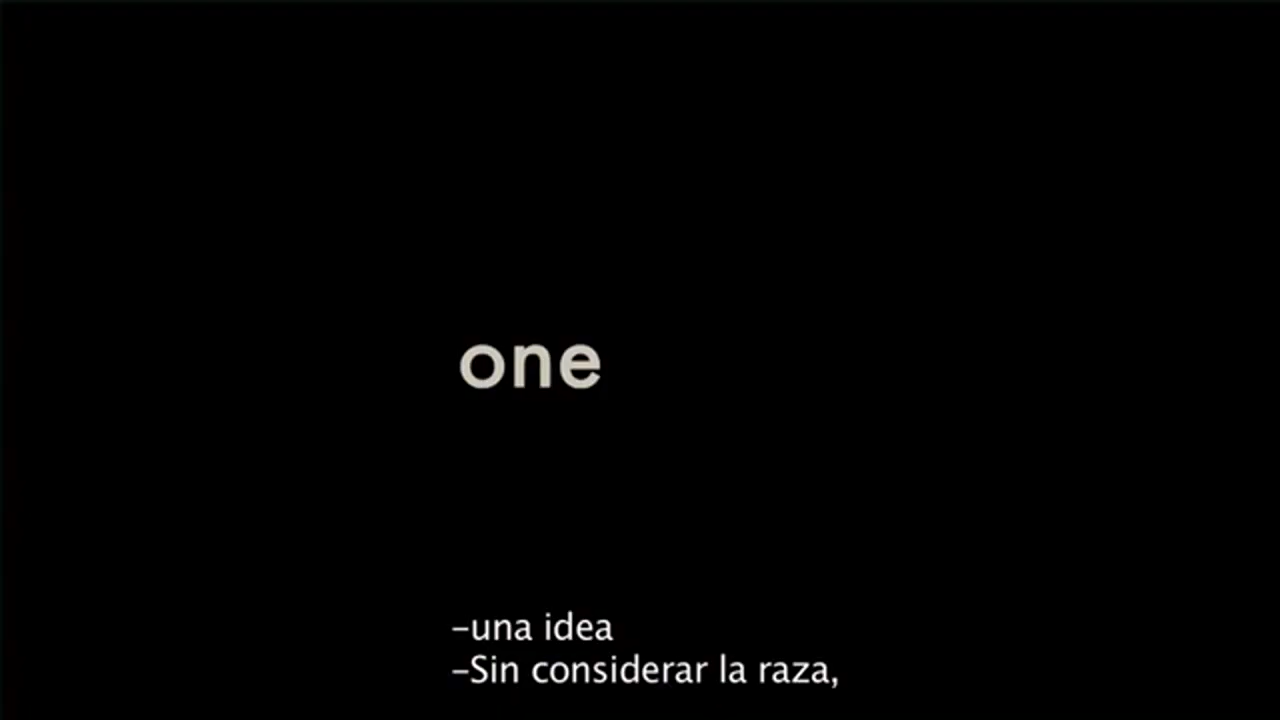 one
–una idea
–Sin considerar la raza,